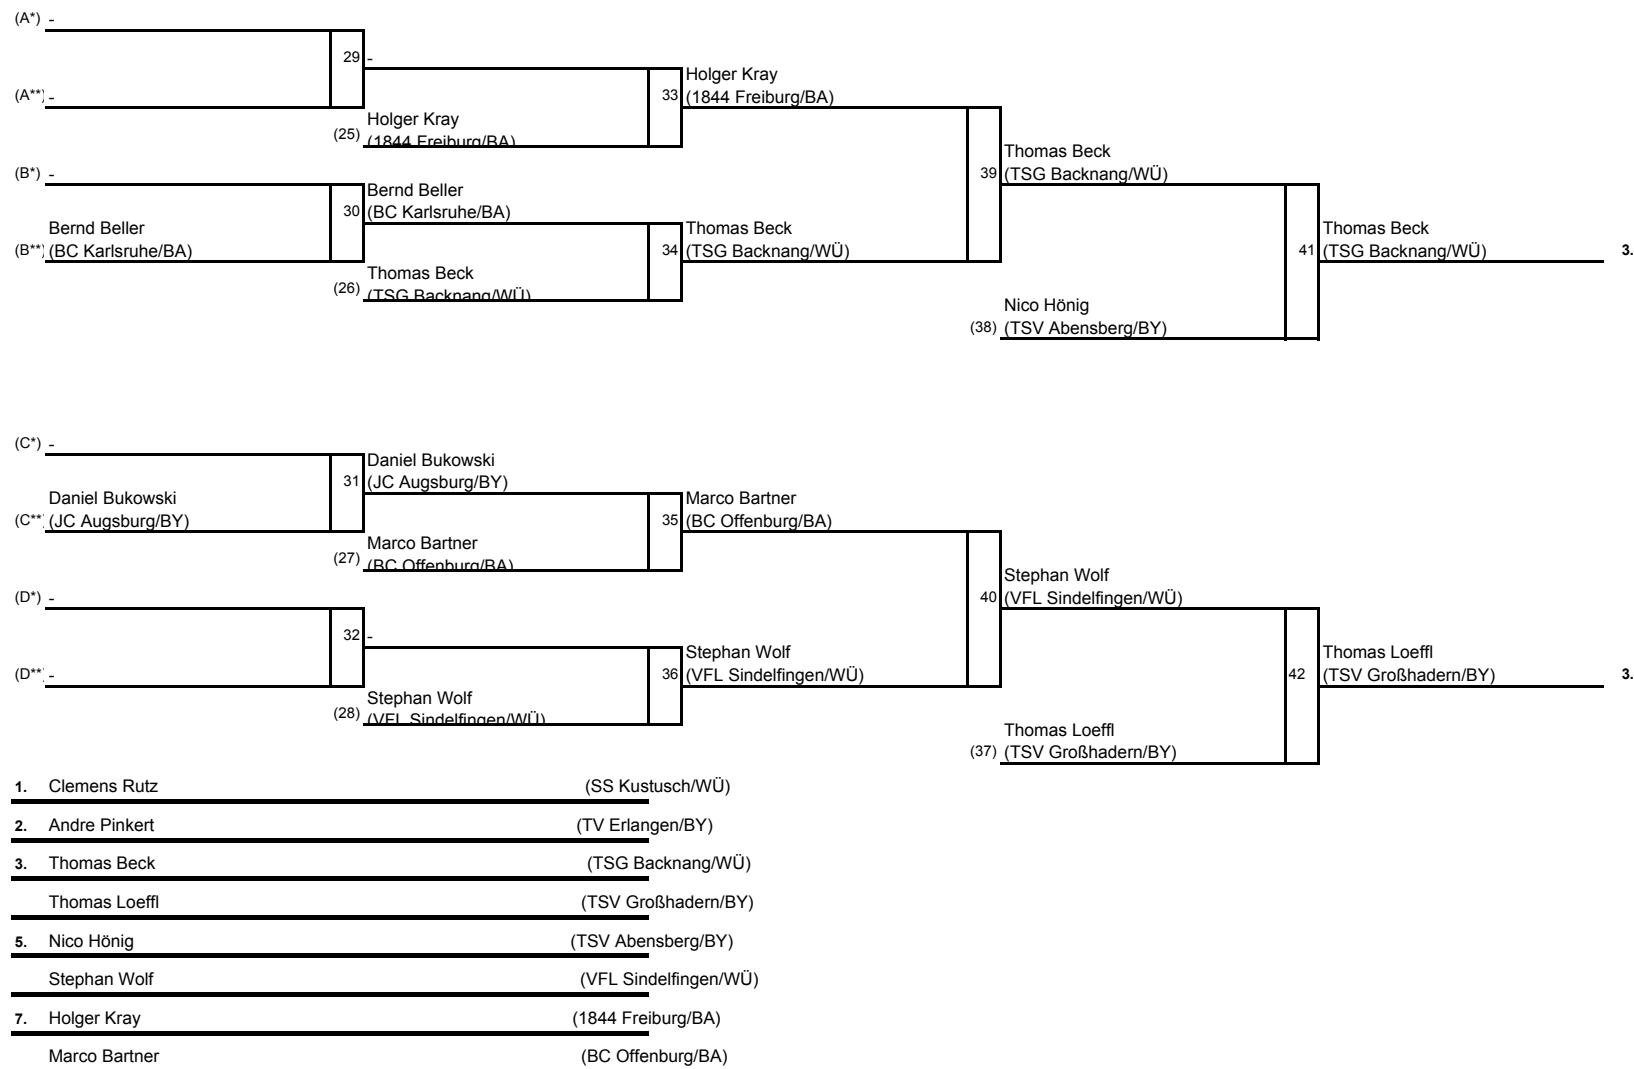 (A*) -
29 -
Holger Kray
(A**) -
33 (1844 Freiburg/BA)
Holger Kray
(25) (1844 Freiburg/BA)
Thomas Beck
(B*) -
39 (TSG Backnang/WÜ)
Bernd Beller
30 (BC Karlsruhe/BA)
Bernd Beller
Thomas Beck
Thomas Beck
(B**) (BC Karlsruhe/BA)
34 (TSG Backnang/WÜ)
41 (TSG Backnang/WÜ) 3.
Thomas Beck
(26) (TSG Backnang/WÜ)
Nico Hönig
(38) (TSV Abensberg/BY)
(C*) -
Daniel Bukowski
31 (JC Augsburg/BY)
Daniel Bukowski
Marco Bartner
(C** (JC Augsburg/BY)
35 (BC Offenburg/BA)
Marco Bartner
(27) (BC Offenburg/BA)
Stephan Wolf
(D*) -
40 (VFL Sindelfingen/WÜ)
32 -
Stephan Wolf
Thomas Loeffl
(D** -
36 (VFL Sindelfingen/WÜ)
42 (TSV Großhadern/BY) 3.
Stephan Wolf
(28) (VFL Sindelfingen/WÜ)
Thomas Loeffl
(37) (TSV Großhadern/BY)
1. Clemens Rutz (SS Kustusch/WÜ)
2. Andre Pinkert (TV Erlangen/BY)
3. Thomas Beck (TSG Backnang/WÜ)
Thomas Loeffl (TSV Großhadern/BY)
5. Nico Hönig (TSV Abensberg/BY)
Stephan Wolf (VFL Sindelfingen/WÜ)
7. Holger Kray (1844 Freiburg/BA)
Marco Bartner (BC Offenburg/BA)